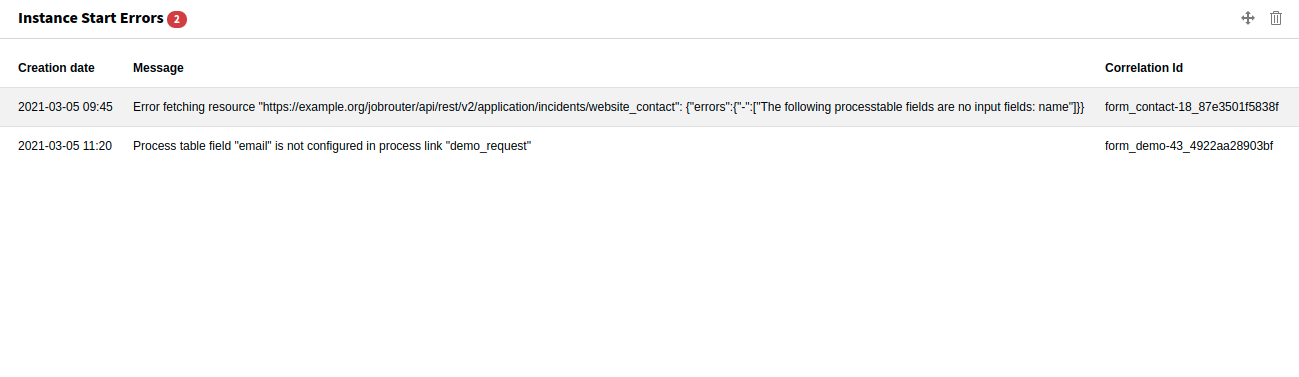 Instance Start Errors 2
Creation date Message Correlation Id
2021-03-05 09:45 Error fetching resource "https://example.org/jobrouter/api/rest/v2/application/incidents/website_contact": {"errors":{"-":["The following processtable fields are no input fields: name"]}} form_contact-18_87e3501f5838f
2021-03-05 11:20 Process table field "email" is not configured in process link "demo_request" form_demo-43_4922aa28903bf